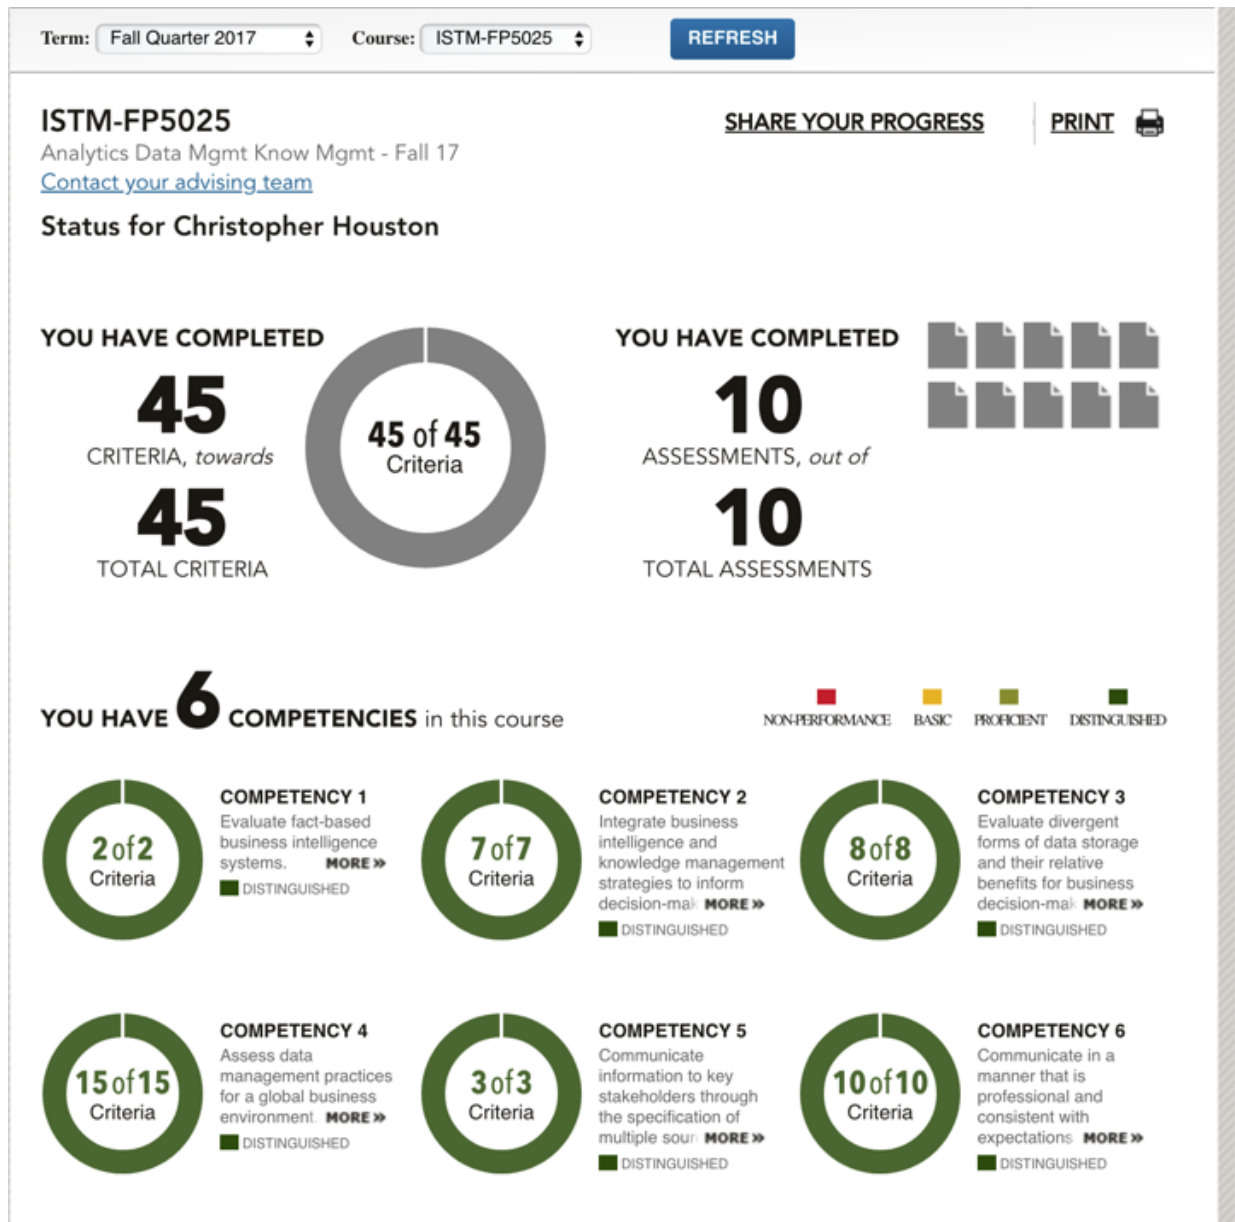 Term: Fall Quarter 2017 Course: ISTM-FP5025 REFRESH
ISTM-FP5025
SHARE YOUR PROGRESS PRINT
Analytics Data Mgmt Know Mgmt - Fall 17
Contact your advising team
Status for Christopher Houston
YOU HAVE COMPLETED
45
CRITERIA, towards
45
TOTAL CRITERIA
45 of 45
Criteria
YOU HAVE COMPLETED
10
ASSESSMENTS, out of
10
TOTAL ASSESSMENTS
YOU HAVE 6 COMPETENCIES in this course
NON-PERFORMANCE BASIC PROFICIENT DISTINGUISHED
2 of 2
Criteria
COMPETENCY 1
Evaluate fact-based
business intelligence
systems. MORE »
DISTINGUISHED
7 of 7
Criteria
COMPETENCY 2
Integrate business
intelligence and
knowledge management
strategies to inform
decision-mak MORE »
DISTINGUISHED
8 of 8
Criteria
COMPETENCY 3
Evaluate divergent
forms of data storage
and their relative
benefits for business
decision-mak MORE »
DISTINGUISHED
15 of 15
Criteria
COMPETENCY 4
Assess data
management practices
for a global business
environment. MORE »
DISTINGUISHED
3 of 3
Criteria
COMPETENCY 5
Communicate
information to key
stakeholders through
the specification of
multiple sour MORE »
DISTINGUISHED
10 of 10
Criteria
COMPETENCY 6
Communicate in a
manner that is
professional and
consistent with
expectations MORE »
DISTINGUISHED